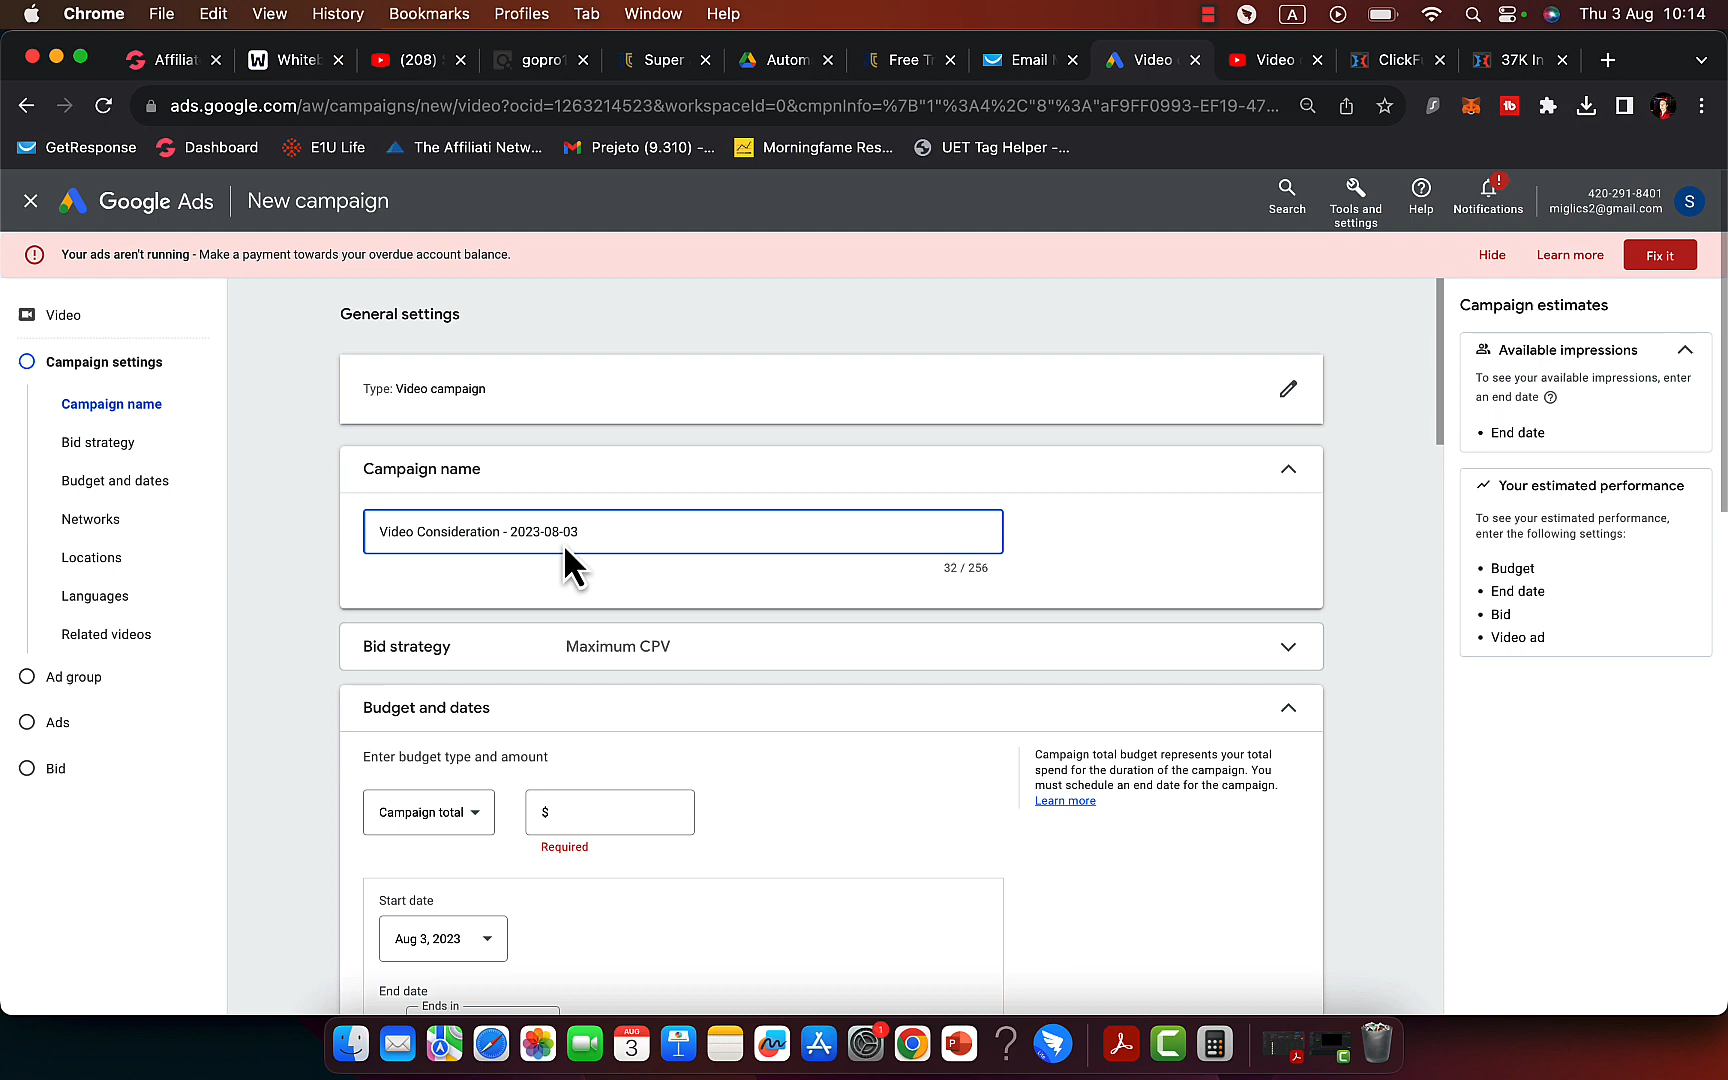 Chrome File Edit View History Bookmarks Profiles Tab Window Help A Thu 3 Aug 10:14
Affiliat Whiteb (208) gopro1 Super Autom Free Tr Email Video Video ClickF 37K In
ads.google.com/aw/campaigns/new/video?ocid=1263214523&workspaceId=0&cmpnInfo=%7B"1"%3A4%2C"8"%3A"aF9FF0993-EF19-47...
GetResponse Dashboard E1U Life The Affiliati Netw... Prejeto (9.310) -... Morningfame Res... UET Tag Helper -...
Google Ads New campaign
Search
Tools and settings
Help
Notifications
420-291-8401
miglics2@gmail.com
S
Your ads aren't running - Make a payment towards your overdue account balance. Hide Learn more Fix it
Video
Campaign settings
Campaign name
Bid strategy
Budget and dates
Networks
Locations
Languages
Related videos
Ad group
Ads
Bid
General settings
Type: Video campaign
Campaign name
Video Consideration - 2023-08-03
32 / 256
Bid strategy Maximum CPV
Budget and dates
Enter budget type and amount
Campaign total $
Required
Campaign total budget represents your total
spend for the duration of the campaign. You
must schedule an end date for the campaign.
Learn more
Start date
Aug 3, 2023
End date
Ends in
Campaign estimates
Available impressions
To see your available impressions, enter
an end date
• End date
Your estimated performance
To see your estimated performance,
enter the following settings:
• Budget
• End date
• Bid
• Video ad
AUG
3
1